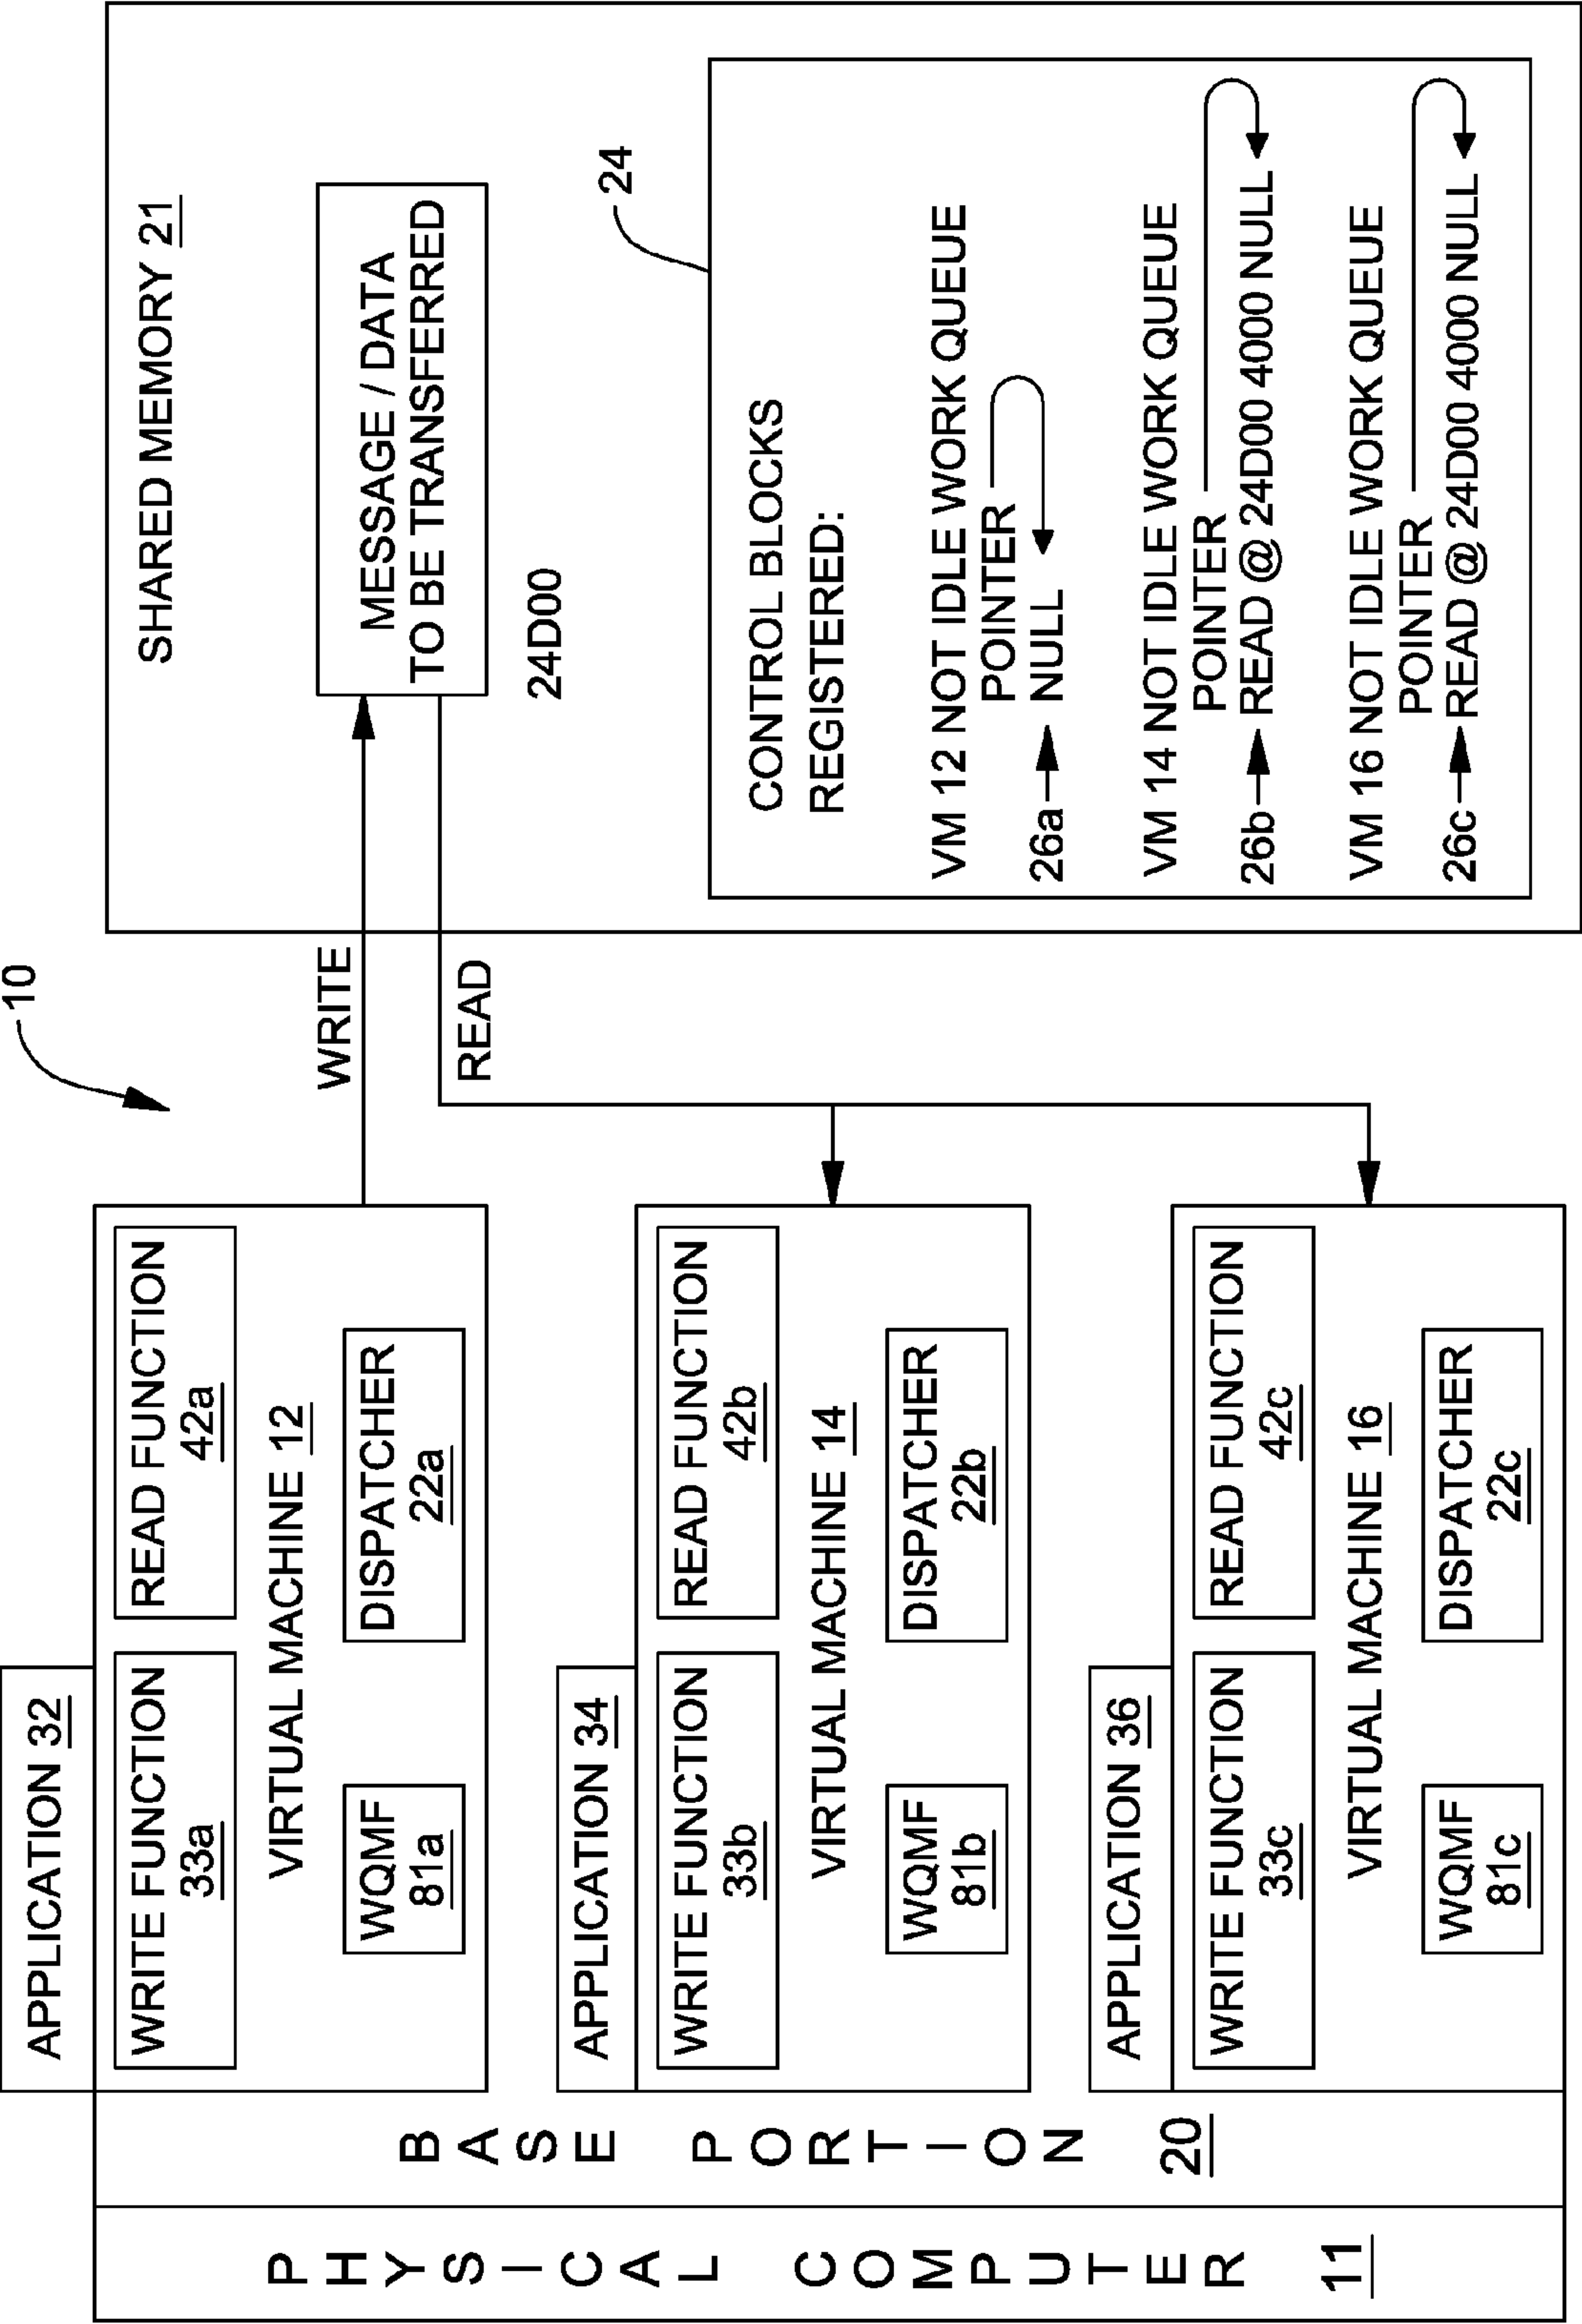 10
APPLICATION 32
WRITE FUNCTION
33a
READ FUNCTION
42a
VIRTUAL MACHINE 12
WQMF
81a
DISPATCHER
22a
APPLICATION 34
WRITE FUNCTION
33b
READ FUNCTION
42b
VIRTUAL MACHINE 14
WQMF
81b
DISPATCHER
22b
APPLICATION 36
WRITE FUNCTION
33c
READ FUNCTION
42c
VIRTUAL MACHINE 16
WQMF
81c
DISPATCHER
22c
BASE PORTION 20
PHYSICAL COMPUTER 11
WRITE
READ
SHARED MEMORY 21
MESSAGE / DATA
TO BE TRANSFERRED
24D00
24
CONTROL BLOCKS
REGISTERED:
VM 12 NOT IDLE WORK QUEUE
POINTER
26a NULL
VM 14 NOT IDLE WORK QUEUE
POINTER
26b READ @ 24D00 4000 NULL
VM 16 NOT IDLE WORK QUEUE
POINTER
26c READ @ 24D00 4000 NULL